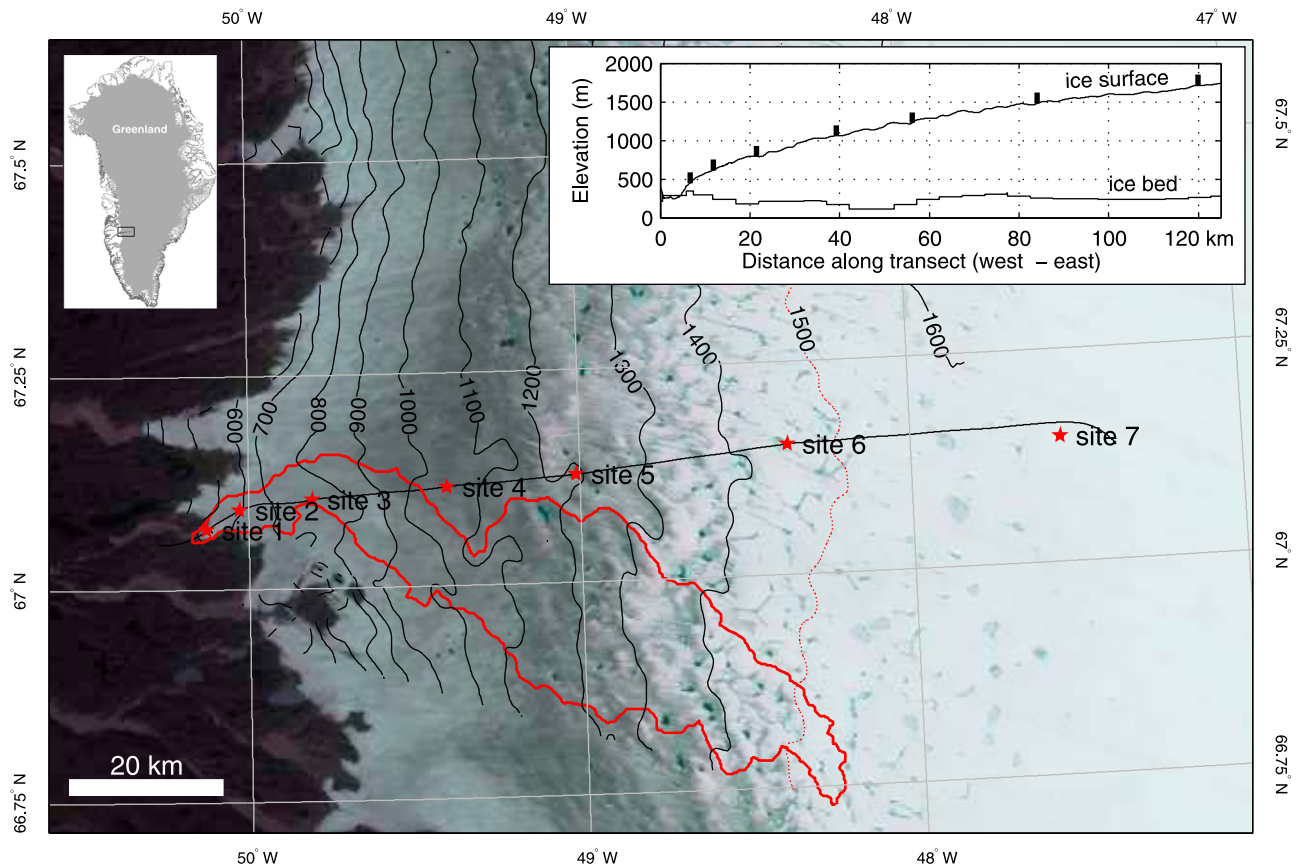 50° W
49° W
48° W
47° W
67.5° N
67.25° N
67° N
66.75° N
Greenland
2000
1500
1000
500
0
Elevation (m)
ice surface
ice bed
0
20
40
60
80
100
120 km
Distance along transect (west – east)
67.5° N
67.25° N
67° N
66.75° N
600
700
800
900
1000
1100
1200
1300
1400
1500
1600
site 1
site 2
site 3
site 4
site 5
site 6
site 7
20 km
50° W
49° W
48° W